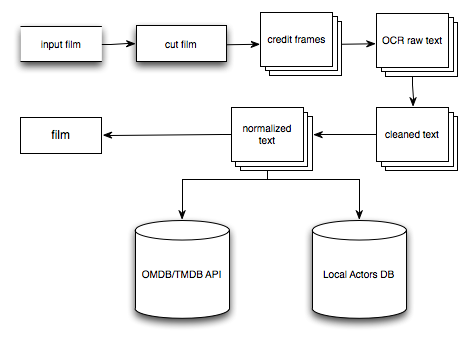 input film
cut film
credit frames
OCR raw text
film
normalized
text
cleaned text
OMDB/TMDB API
Local Actors DB